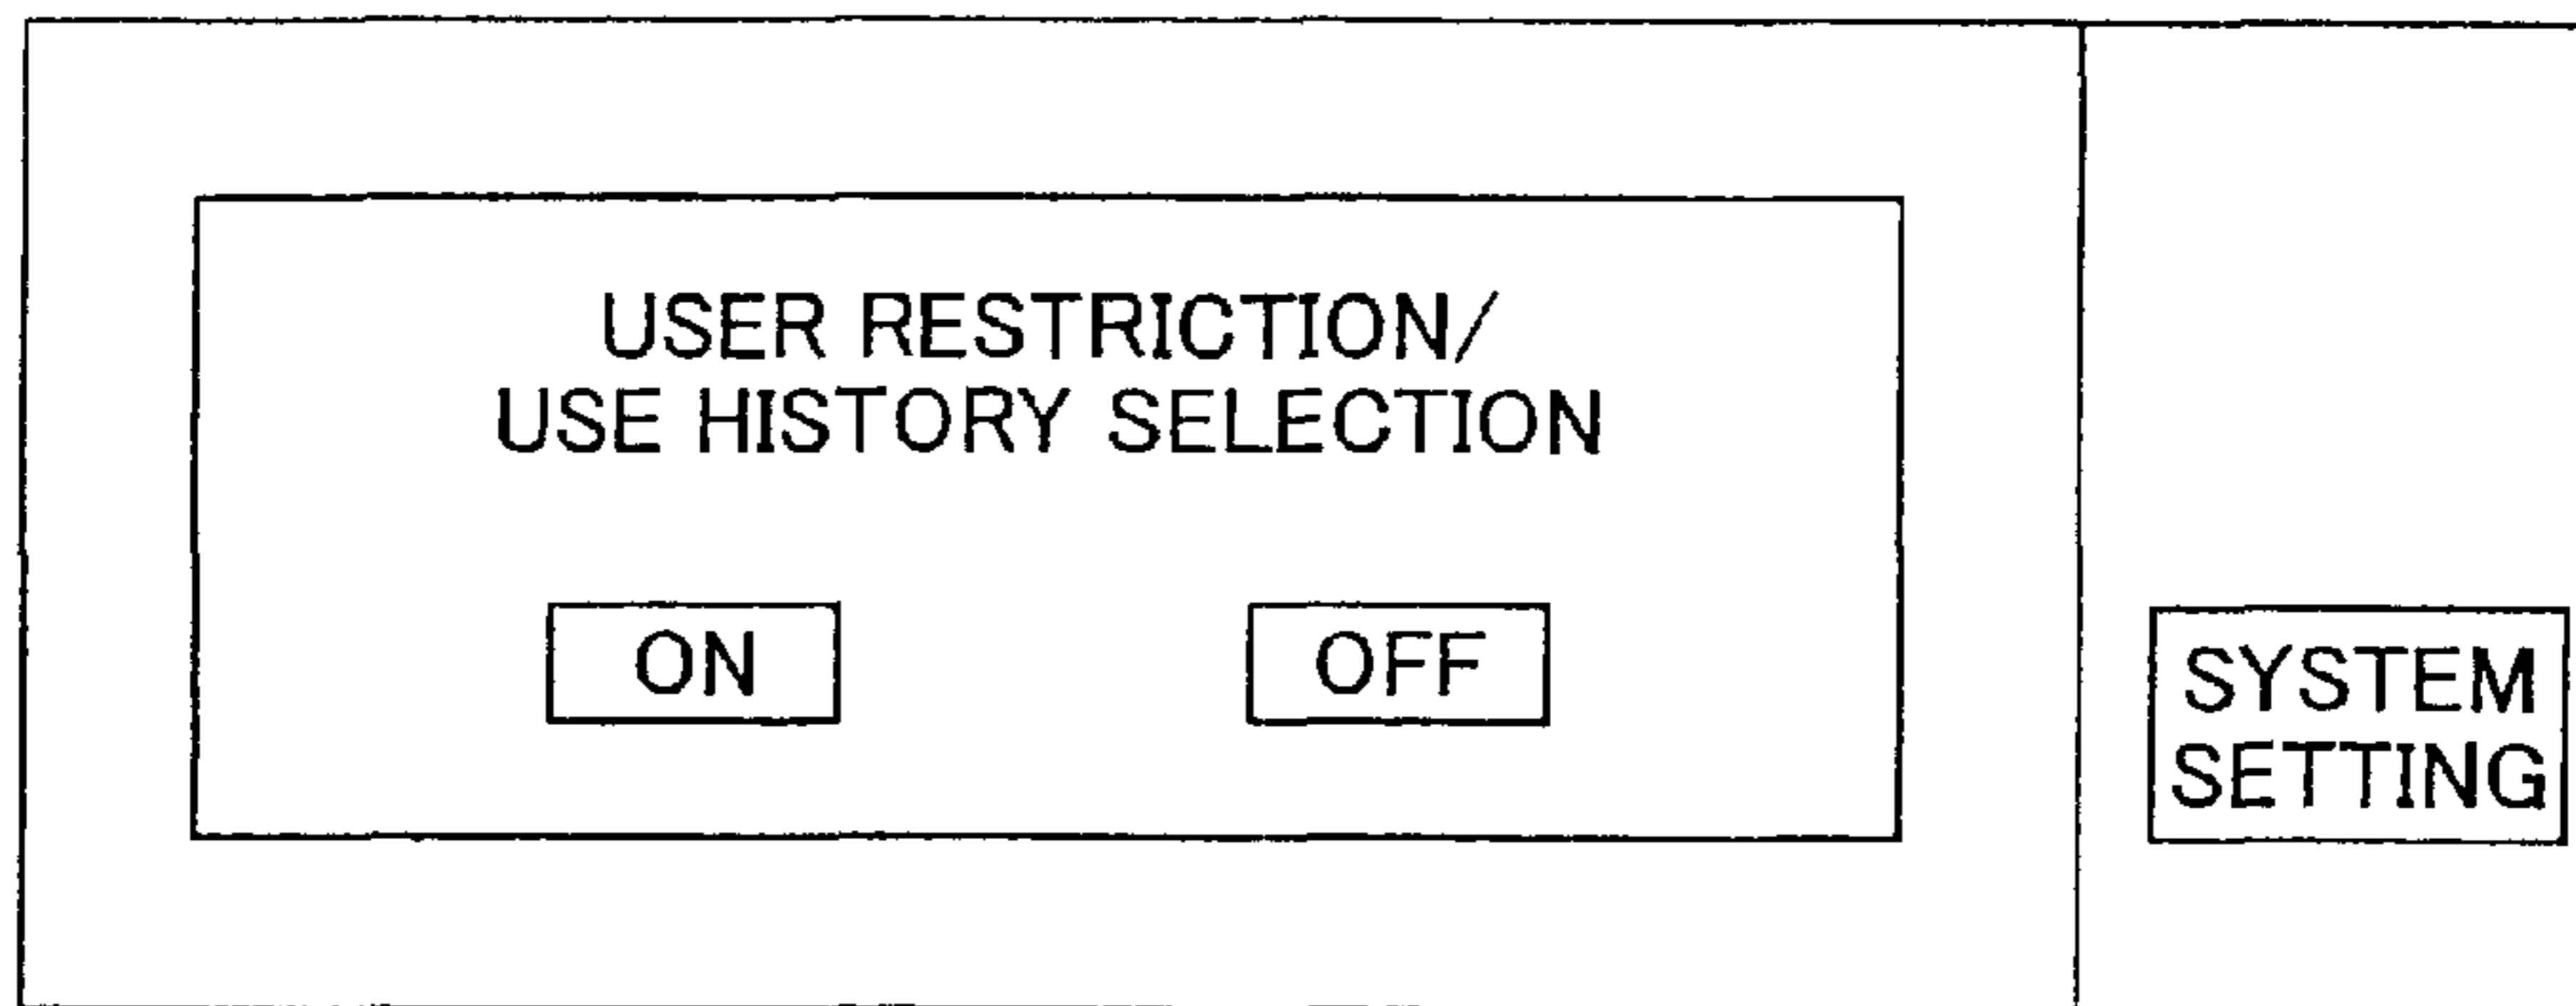 USER RESTRICTION/
USE HISTORY SELECTION
ON OFF
SYSTEM
SETTING